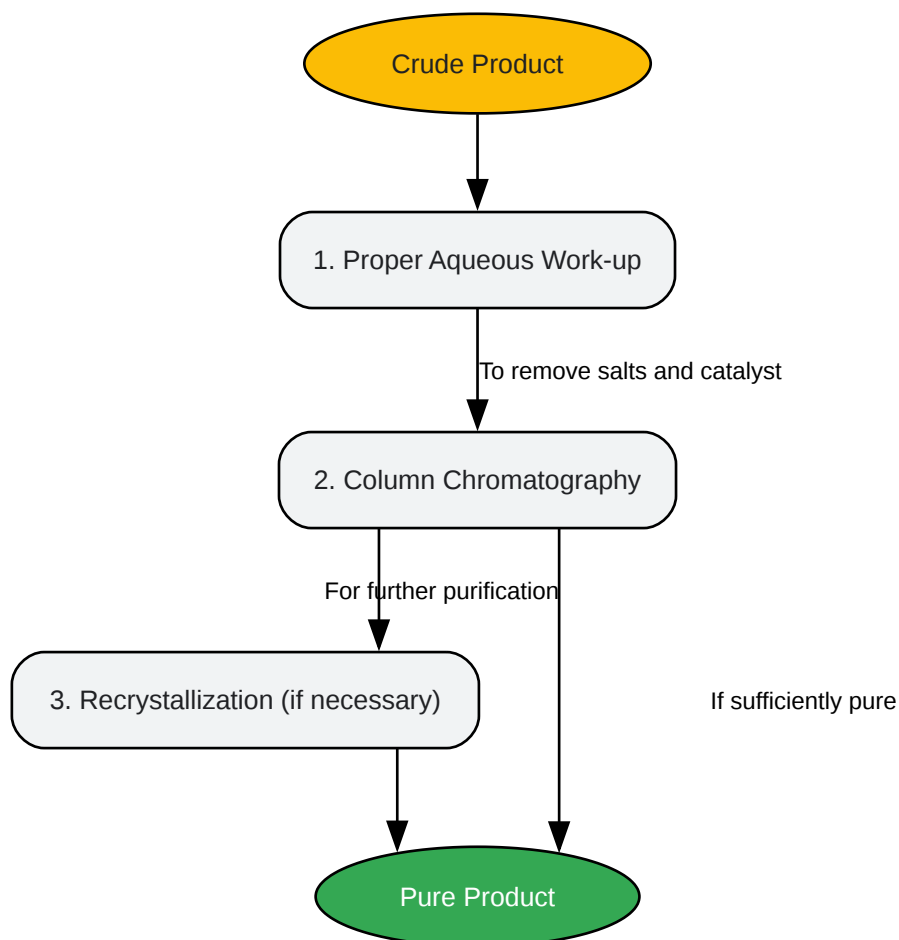 Crude Product
1. Proper Aqueous Work-up
To remove salts and catalyst
2. Column Chromatography
For further purification
3. Recrystallization (if necessary)
If sufficiently pure
Pure Product